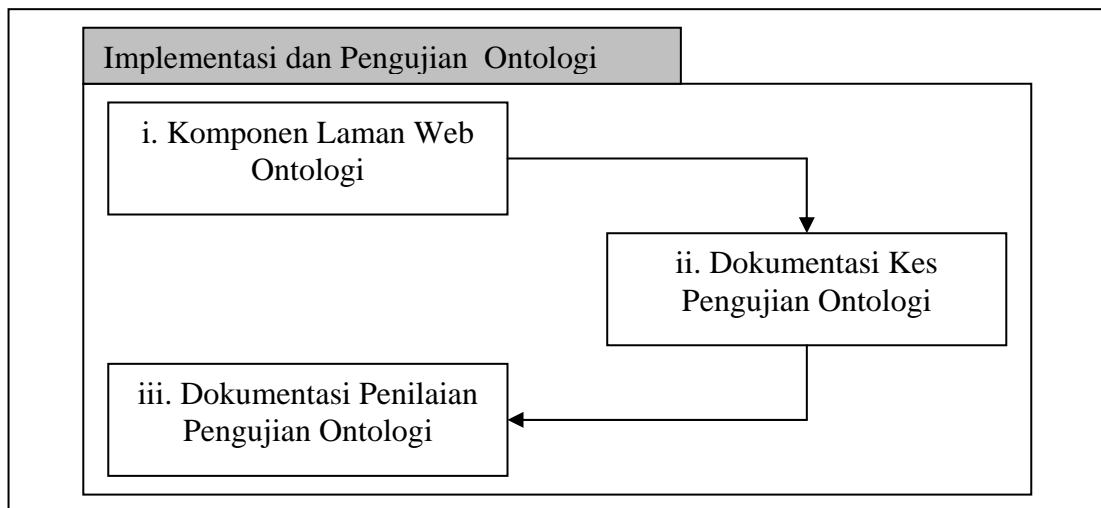 Implementasi dan Pengujian Ontologi
i. Komponen Laman Web
Ontologi
ii. Dokumentasi Kes
Pengujian Ontologi
iii. Dokumentasi Penilaian
Pengujian Ontologi